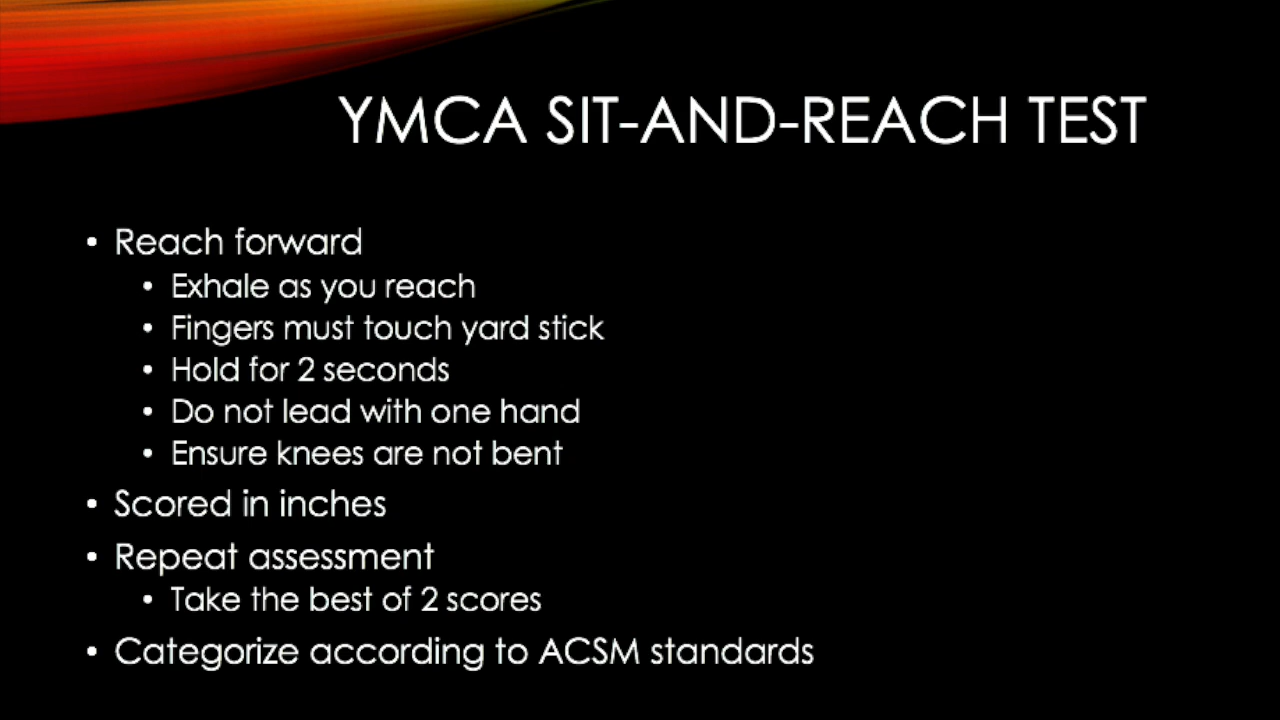 YMCA SIT-AND-REACH TEST
• Reach forward
• Exhale as you reach
• Fingers must touch yard stick
• Hold for 2 seconds
• Do not lead with one hand
• Ensure knees are not bent
• Scored in inches
• Repeat assessment
• Take the best of 2 scores
• Categorize according to ACSM standards